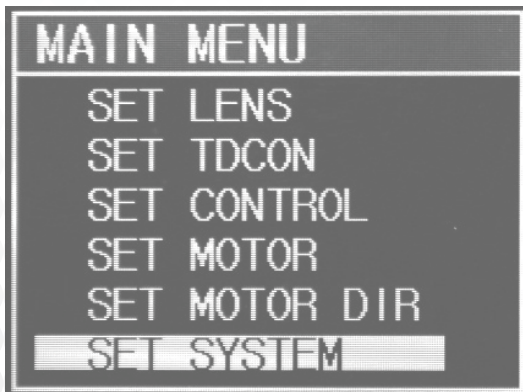 MAIN MENU
SET LENS
SET TDCON
SET CONTROL
SET MOTOR
SET MOTOR DIR
SET SYSTEM